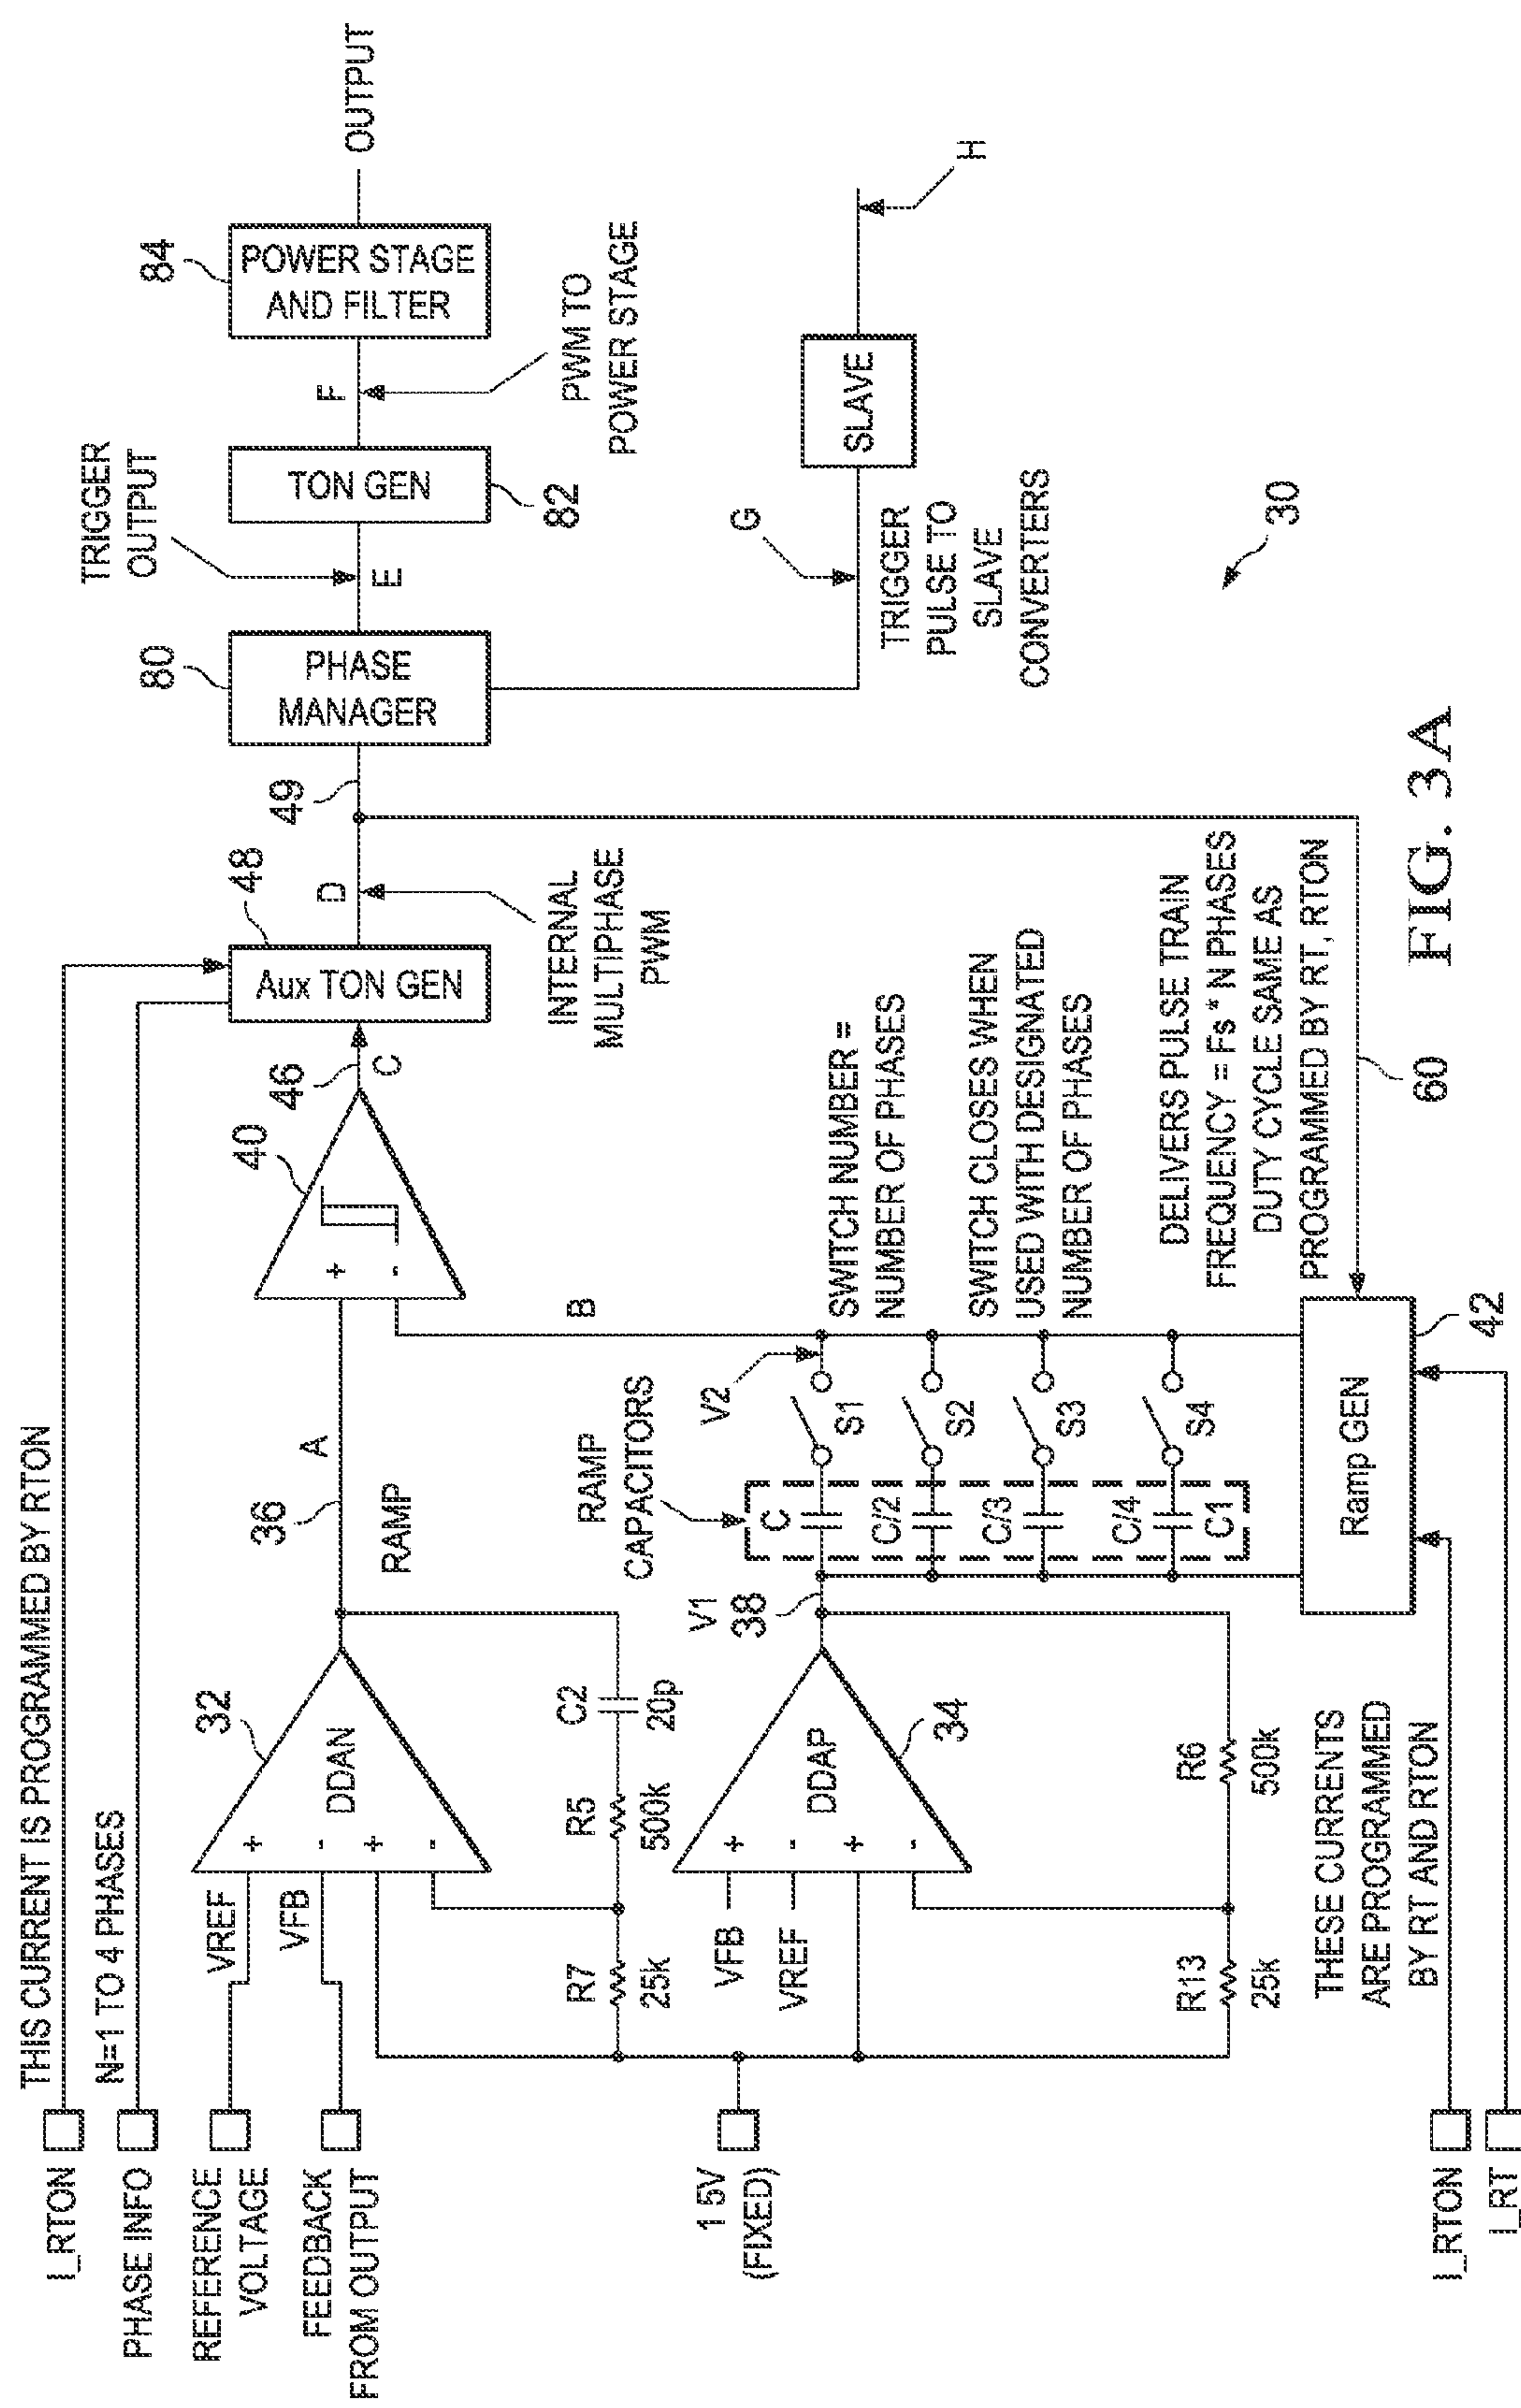 THIS CURRENT IS PROGRAMMED BY RTON
I_RTON
N=1 TO 4 PHASES
PHASE INFO
REFERENCE
VOLTAGE
VREF
FEEDBACK
FROM OUTPUT
VFB
32
DDAN
+
-
+
-
R7
25k
R5
500k
C2
20p
36
A
RAMP
40
+
-
46
C
48
Aux TON GEN
D
INTERNAL
MULTIPHASE
PWM
49
80
PHASE
MANAGER
TRIGGER
OUTPUT
E
TON GEN
82
F
PWM TO
POWER STAGE
84
POWER STAGE
AND FILTER
OUTPUT
G
TRIGGER
PULSE TO
SLAVE
CONVERTERS
SLAVE
H
1 5V
(FIXED)
VFB
VREF
DDAP
+
-
+
-
34
R13
25k
R6
500k
V1
38
RAMP
CAPACITORS
C
C/2
C/3
C/4
C1
V2
S1
S2
S3
S4
B
SWITCH NUMBER =
NUMBER OF PHASES
SWITCH CLOSES WHEN
USED WITH DESIGNATED
NUMBER OF PHASES
DELIVERS PULSE TRAIN
FREQUENCY = Fs * N PHASES
DUTY CYCLE SAME AS
PROGRAMMED BY RT, RTON
60
Ramp GEN
42
THESE CURRENTS
ARE PROGRAMMED
BY RT AND RTON
I_RTON
I_RT
30
FIG. 3A